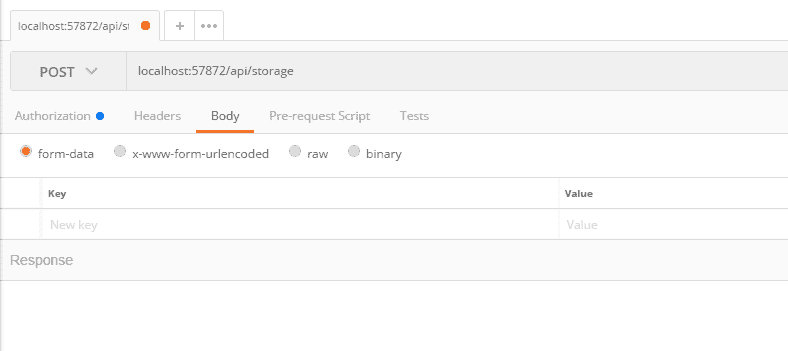 localhost:57872/api/st
+ •••
POST localhost:57872/api/storage
Authorization Headers Body Pre-request Script Tests
form-data x-www-form-urlencoded raw binary
Key Value
New key Value
Response